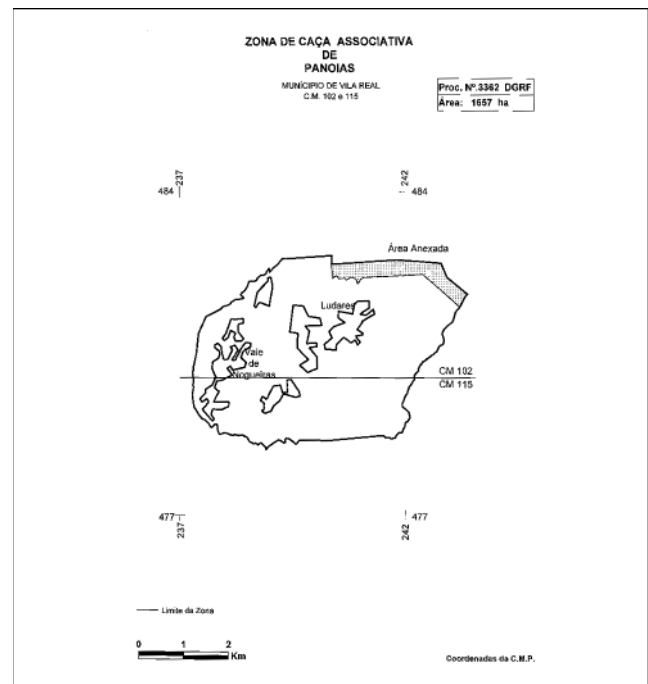 ZONA DE CAÇA ASSOCIATIVA
DE
PANOIAS
MUNICÍPIO DE VILA REAL
C.M. 102 e 115
Proc. Nº.3362 DGRF
Área: 1657 ha
237
242
484
484
Área Anexada
Ludares
Vale
de
Nogueiras
CM 102
CM 115
477
477
237
242
Limite da Zona
0 1 2
Km
Coordenadas da C.M.P.